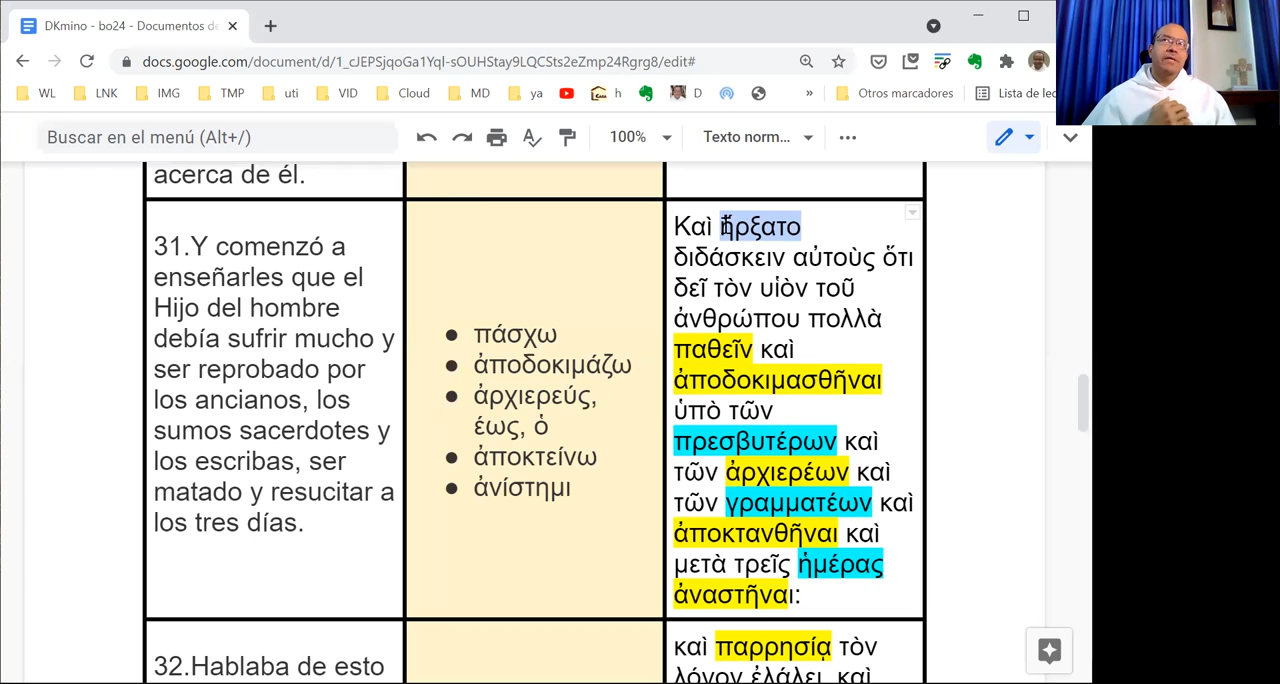 DKmino - bo24 - Documentos de
docs.google.com/document/d/1_cJEPSjqoGa1YqI-sOUHStay9LQCSts2eZmp24Rgrg8/edit#
WL LNK IMG TMP uti VID Cloud MD ya h D » Otros marcadores Lista de lec
Buscar en el menú (Alt+/) 100% Texto norm...
acerca de él.
31.Y comenzó a
enseñarles que el
Hijo del hombre
debía sufrir mucho y
ser reprobado por
los ancianos, los
sumos sacerdotes y
los escribas, ser
matado y resucitar a
los tres días.
● πάσχω
● ἀποδοκιμάζω
● ἀρχιερεύς,
έως, ὁ
● ἀποκτείνω
● ἀνίστημι
Καὶ ἤρξατο
διδάσκειν αὐτοὺς ὅτι
δεῖ τὸν υἱὸν τοῦ
ἀνθρώπου πολλὰ
παθεῖν καὶ
ἀποδοκιμασθῆναι
ὑπὸ τῶν
πρεσβυτέρων καὶ
τῶν ἀρχιερέων καὶ
τῶν γραμματέων καὶ
ἀποκτανθῆναι καὶ
μετὰ τρεῖς ἡμέρας
ἀναστῆναι:
32.Hablaba de esto
καὶ παρρησίᾳ τὸν
λόγον ἐλάλει. καὶ